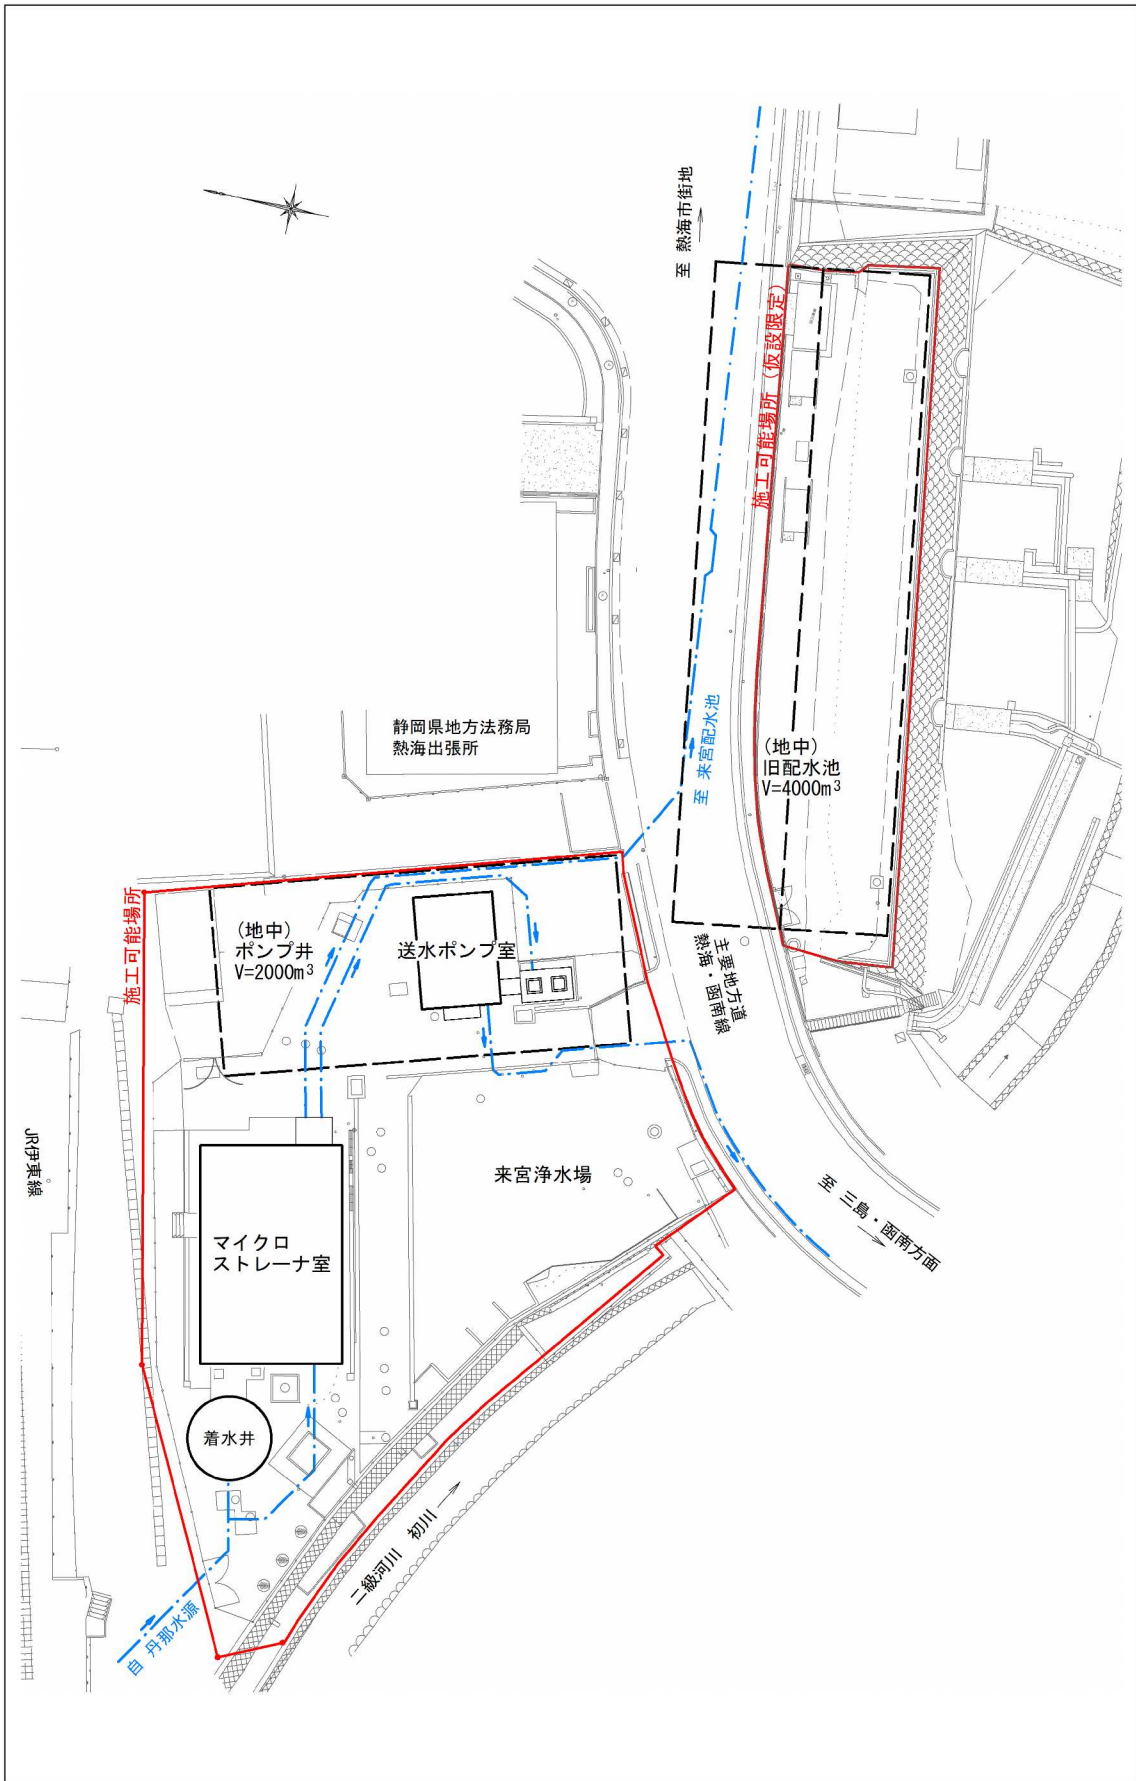 至 熱海市街地
施工可能場所（仮設限定）
静岡県地方法務局
熱海出張所
至 来宮配水池
（地中）
旧配水池
V=4000m³
施工可能場所
（地中）
ポンプ井
V=2000m³
送水ポンプ室
主要地方道
熱海・函南線
JR伊東線
来宮浄水場
至 三島・函南方面
マイクロ
ストレーナ室
着水井
二級河川 初川
自 丹那水源